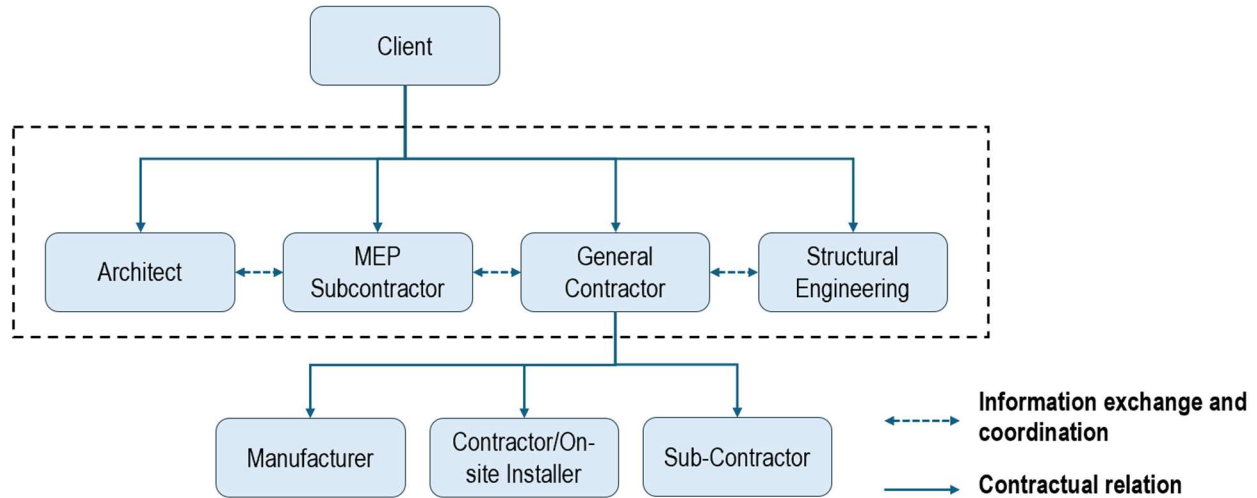 Client
Architect
MEP
Subcontractor
General
Contractor
Structural
Engineering
Manufacturer
Contractor/On-
site Installer
Sub-Contractor
Information exchange and
coordination
Contractual relation